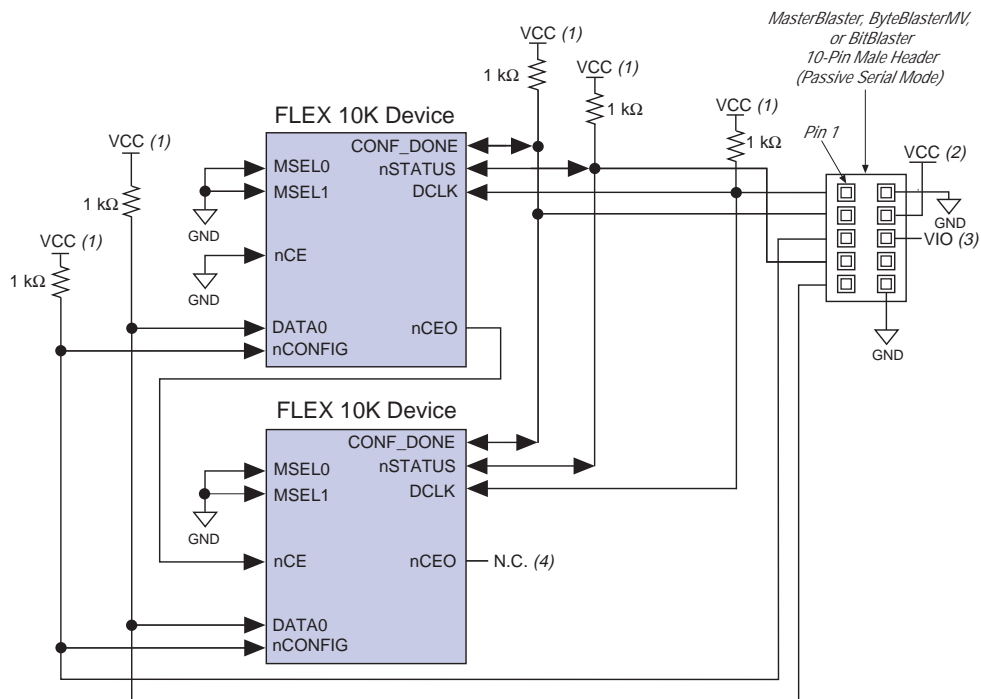 MasterBlaster, ByteBlasterMV,
or BitBlaster
10-Pin Male Header
(Passive Serial Mode)
VCC (1)
1 kΩ
VCC (1)
1 kΩ
VCC (1)
1 kΩ
Pin 1
VCC (2)
GND
VIO (3)
GND
VCC (1)
1 kΩ
VCC (1)
1 kΩ
FLEX 10K Device
MSEL0
MSEL1
GND
nCE
GND
DATA0
nCONFIG
CONF_DONE
nSTATUS
DCLK
nCEO
FLEX 10K Device
MSEL0
MSEL1
GND
nCE
DATA0
nCONFIG
CONF_DONE
nSTATUS
DCLK
nCEO
N.C. (4)